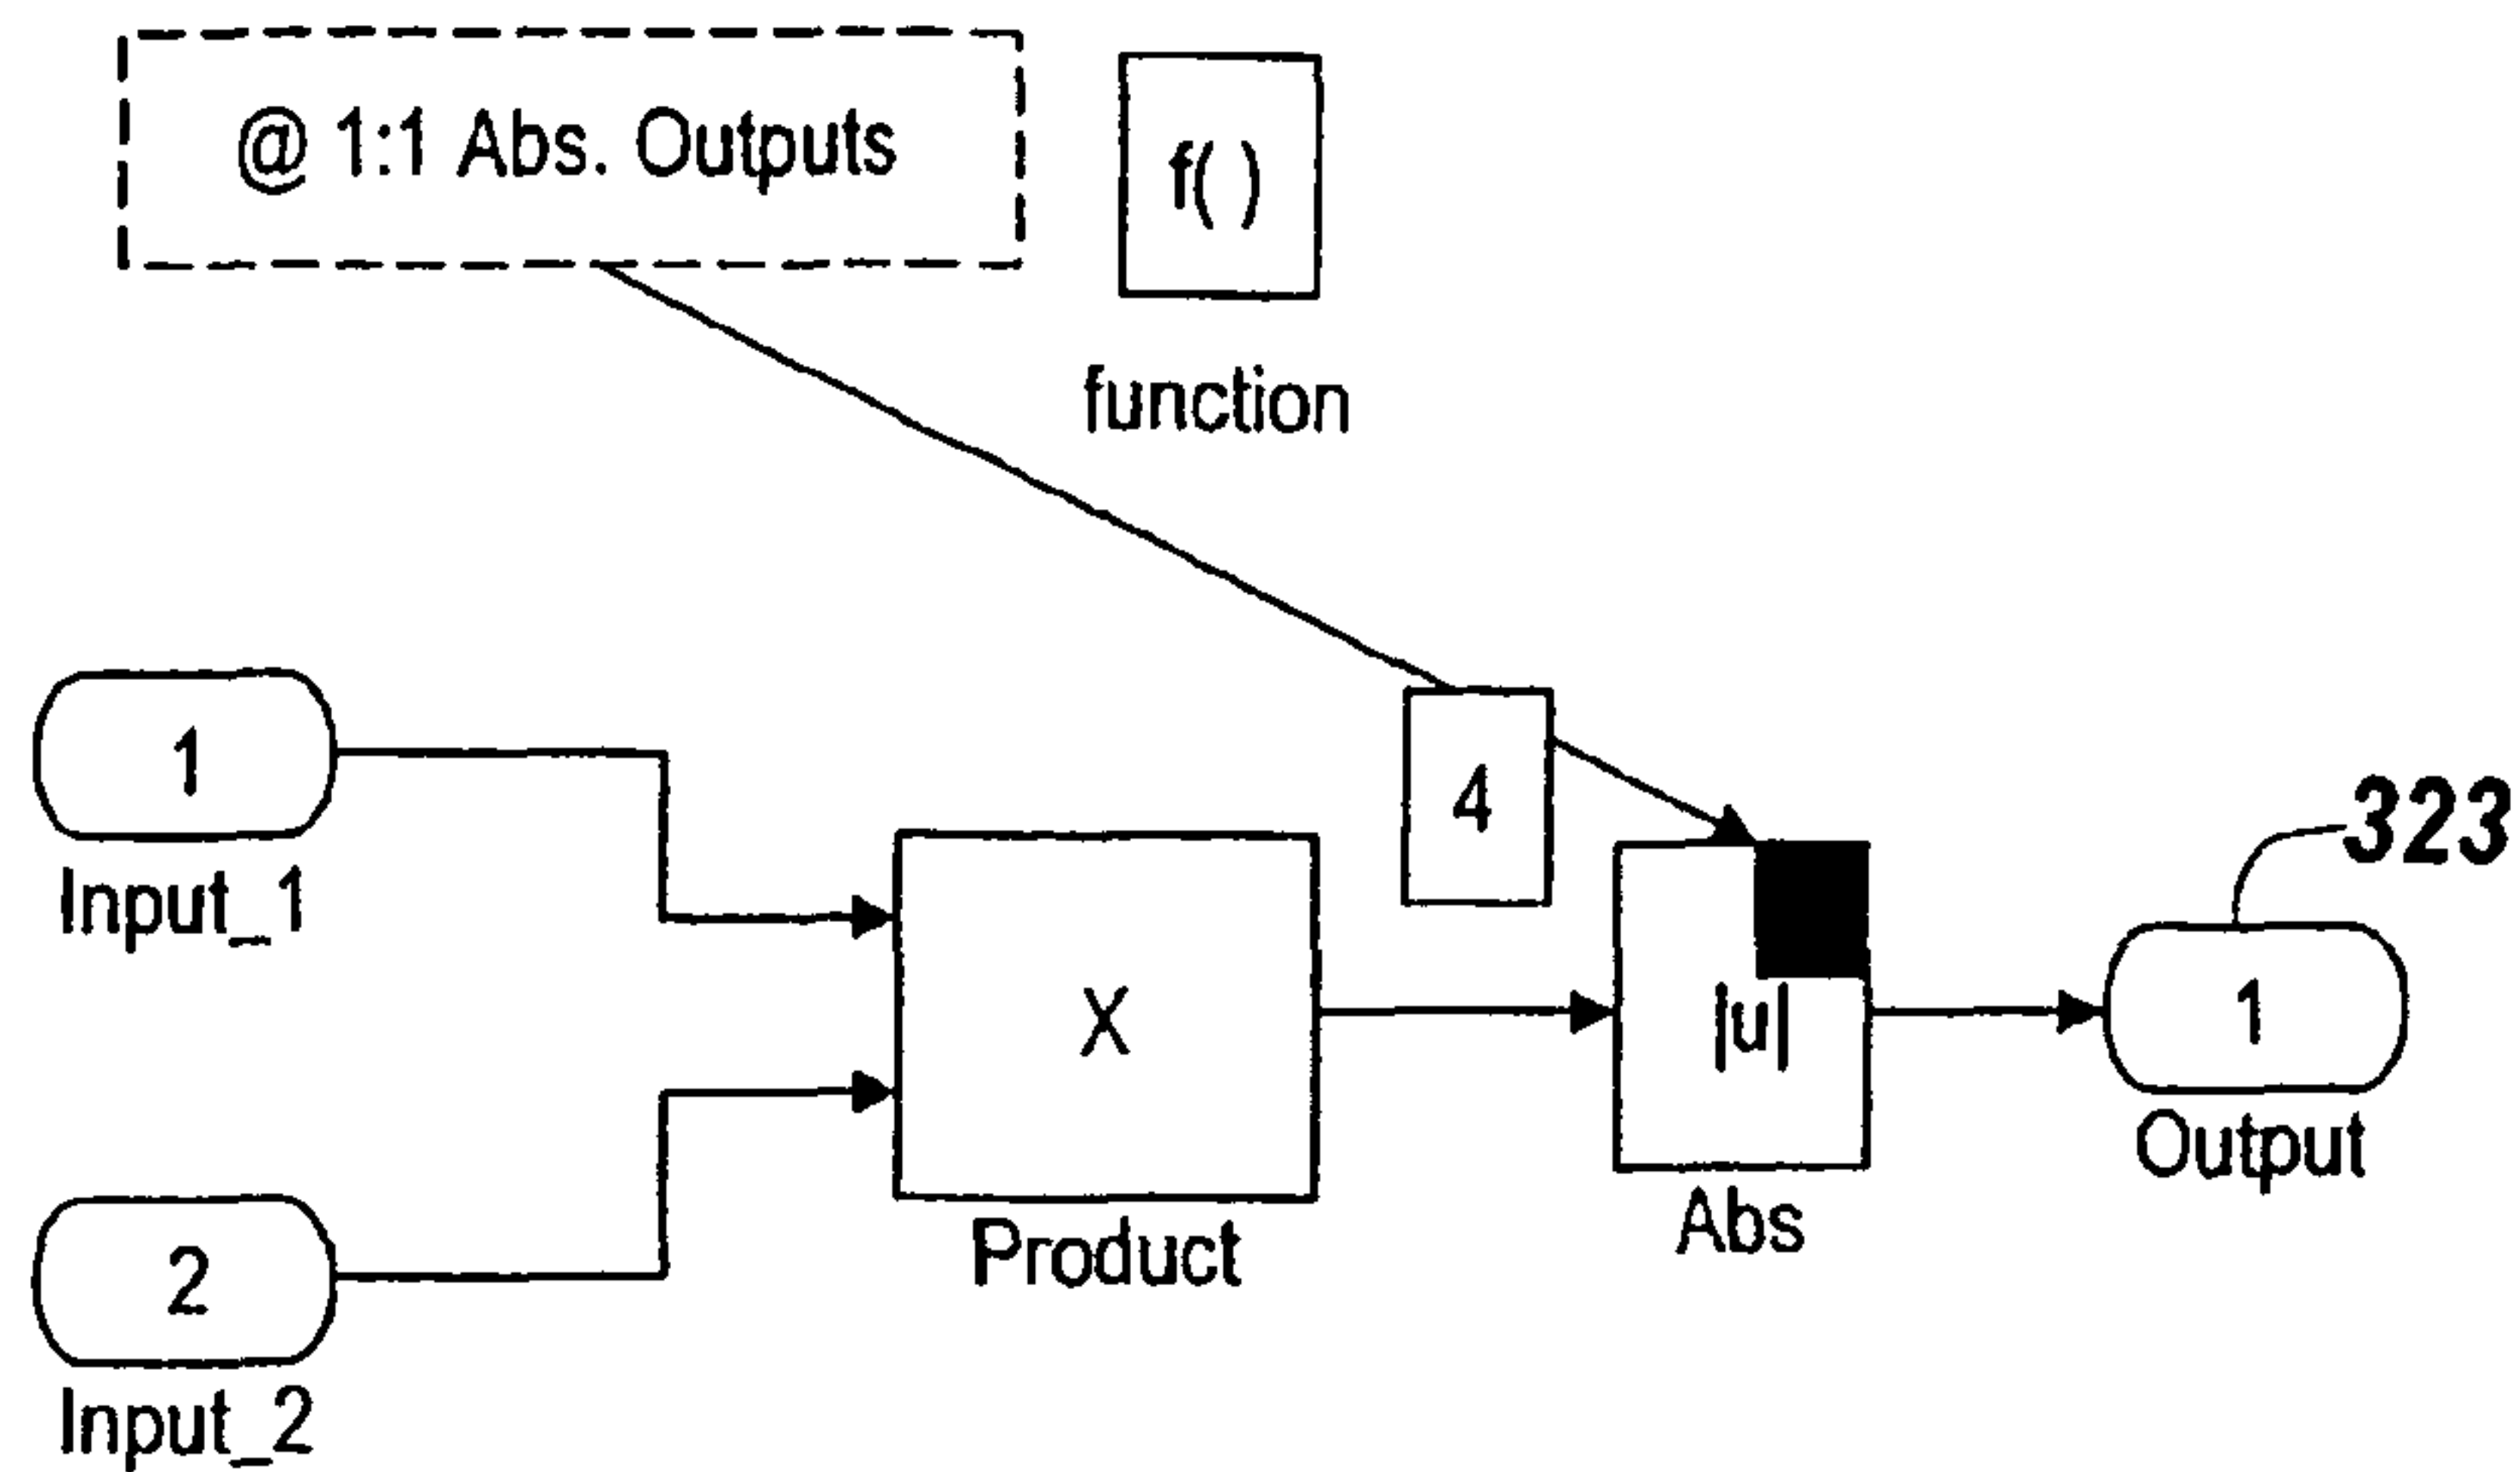 @ 1:1 Abs. Outputs
f( )
function
1
Input_1
4
323
X
Product
|u|
Abs
1
Output
2
Input_2